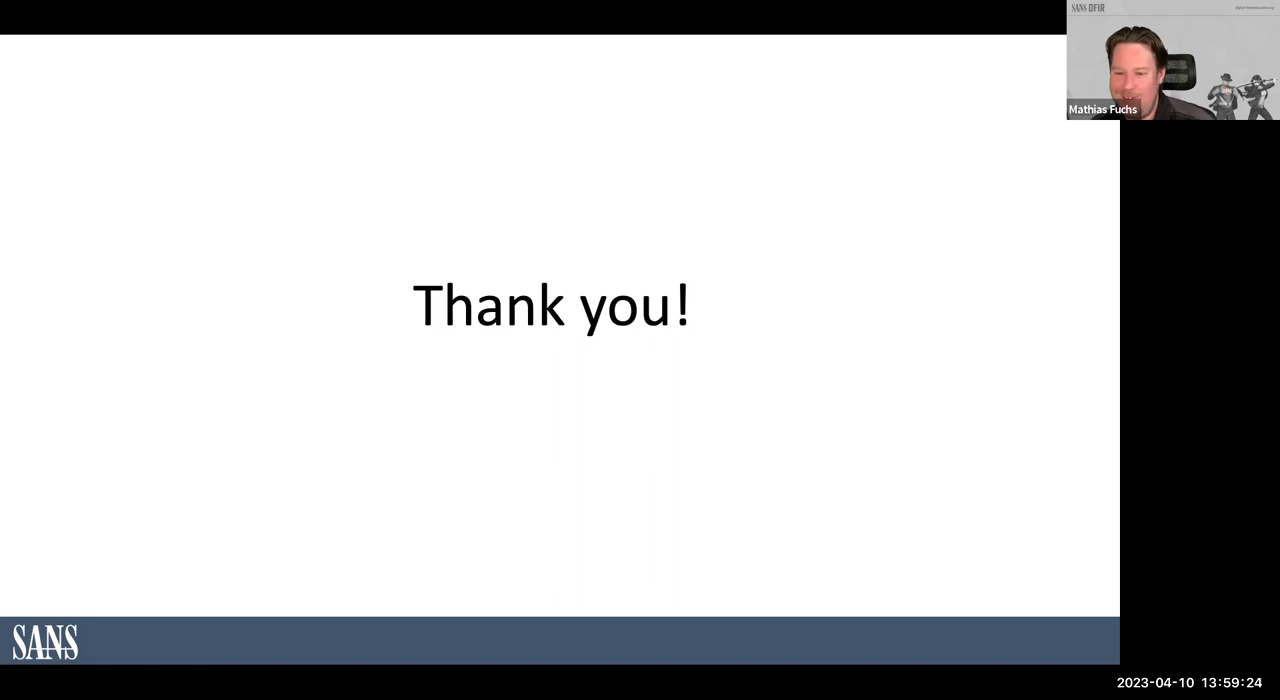 SANS DFIR
Mathias Fuchs
Thank you!
SANS
2023-04-10 13:59:24